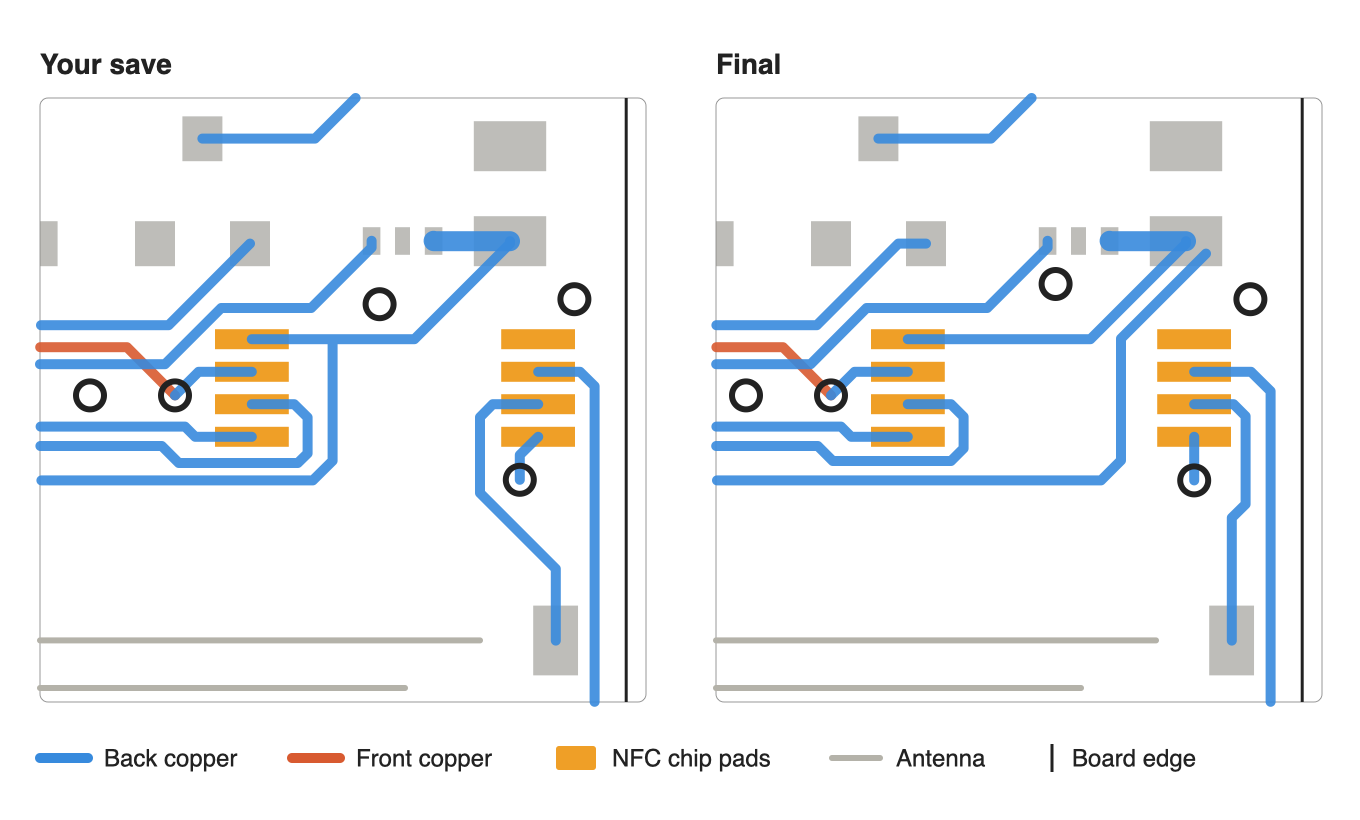 Your save
Final
Back copper
Front copper
NFC chip pads
Antenna
Board edge